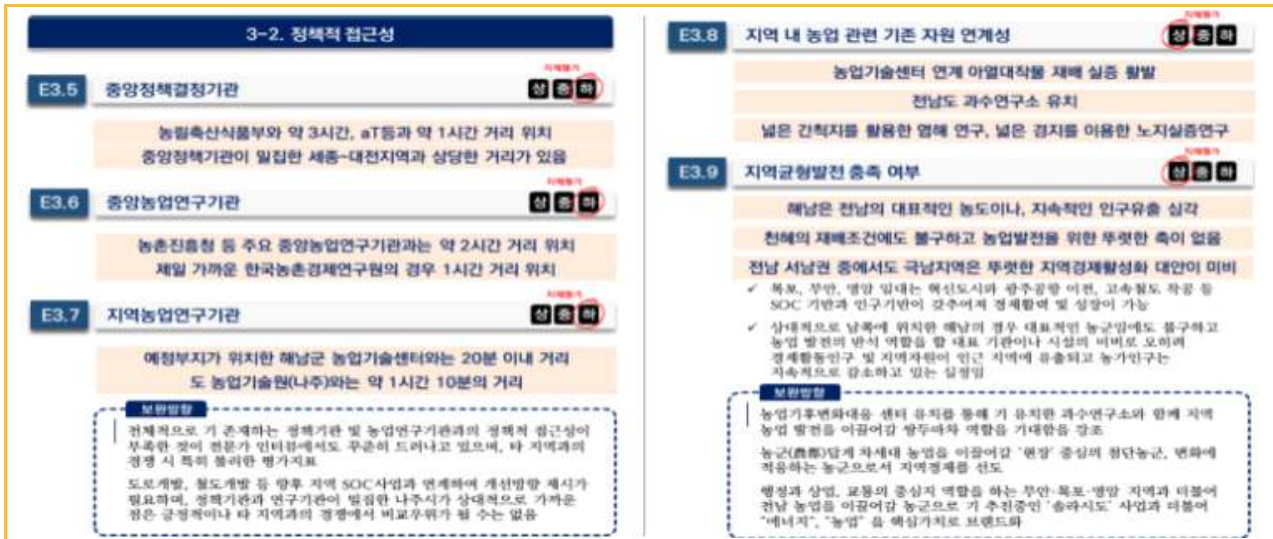 3-2. 정책적 접근성
자체평가
E3.5 중앙정책결정기관 상 중 하
농림축산식품부와 약 3시간, aT등과 약 1시간 거리 위치
중앙정책기관이 밀집한 세종~대전지역과 상당한 거리가 있음
자체평가
E3.6 중앙농업연구기관 상 중 하
농촌진흥청 등 주요 중앙농업연구기관과는 약 2시간 거리 위치
제일 가까운 한국농촌경제연구원의 경우 1시간 거리 위치
자체평가
E3.7 지역농업연구기관 상 중 하
예정부지가 위치한 해남군 농업기술센터와는 20분 이내 거리
도 농업기술원(나주)와는 약 1시간 10분의 거리
보완방향
전체적으로 기 존재하는 정책기관 및 농업연구기관과의 정책적 접근성이
부족한 것이 전문가 인터뷰에서도 꾸준히 드러나고 있으며, 타 지역과의
경쟁 시 특히 불리한 평가지표
도로개발, 철도개발 등 향후 지역 SOC사업과 연계하여 개선방향 제시가
필요하며, 정책기관과 연구기관이 밀집한 나주시가 상대적으로 가까운
점은 긍정적이나 타 지역과의 경쟁에서 비교우위가 될 수는 없음
자체평가
E3.8 지역 내 농업 관련 기존 자원 연계성 상 중 하
농업기술센터 연계 아열대작물 재배 실증 활발
전남도 과수연구소 유치
넓은 간척지를 활용한 염해 연구, 넓은 경지를 이용한 노지실증연구
자체평가
E3.9 지역균형발전 충족 여부 상 중 하
해남은 전남의 대표적인 농도이나, 지속적인 인구유출 심각
천혜의 재배조건에도 불구하고 농업발전을 위한 뚜렷한 축이 없음
전남 서남권 중에서도 극남지역은 뚜렷한 지역경제활성화 대안이 미비
✓ 목포, 무안, 영암 일대는 혁신도시와 광주공항 이전, 고속철도 착공 등
SOC 기반과 인구기반이 갖추어져 경제활력 및 성장이 가능
✓ 상대적으로 남쪽에 위치한 해남의 경우 대표적인 농군임에도 불구하고
농업 발전의 반석 역할을 할 대표 기관이나 시설의 미비로 오히려
경제활동인구 및 지역자원이 인근 지역에 유출되고 농가인구는
지속적으로 감소하고 있는 실정임
보완방향
농업기후변화대응 센터 유치를 통해 기 유치한 과수연구소와 함께 지역
농업 발전을 이끌어갈 쌍두마차 역할을 기대함을 강조
농군(農郡)답게 차세대 농업을 이끌어갈 '현장' 중심의 첨단농군, 변화에
적응하는 농군으로서 지역경제를 선도
행정과 상업, 교통의 중심지 역할을 하는 무안·목포·영암 지역과 더불어
전남 농업을 이끌어갈 농군으로 기 추진중인 '솔라시도' 사업과 더불어
"에너지", "농업" 을 핵심가치로 브랜드화